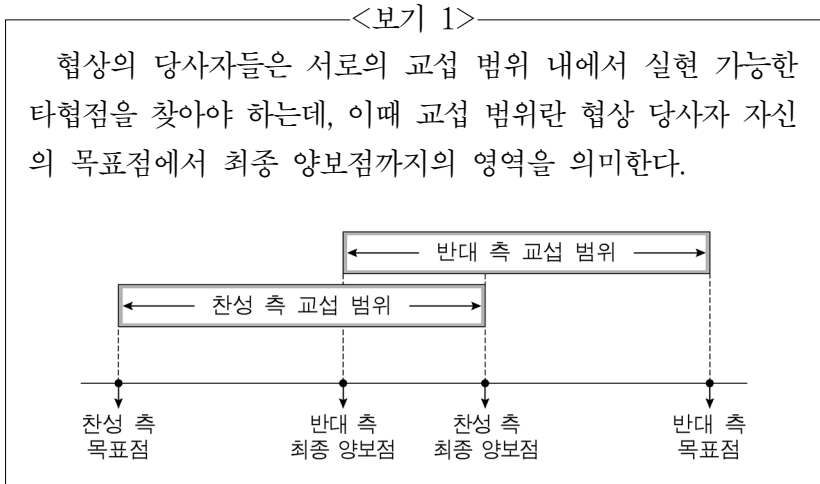 <보기 1>
협상의 당사자들은 서로의 교섭 범위 내에서 실현 가능한
타협점을 찾아야 하는데, 이때 교섭 범위란 협상 당사자 자신
의 목표점에서 최종 양보점까지의 영역을 의미한다.
반대 측 교섭 범위
찬성 측 교섭 범위
찬성 측 반대 측 찬성 측 반대 측
목표점 최종 양보점 최종 양보점 목표점